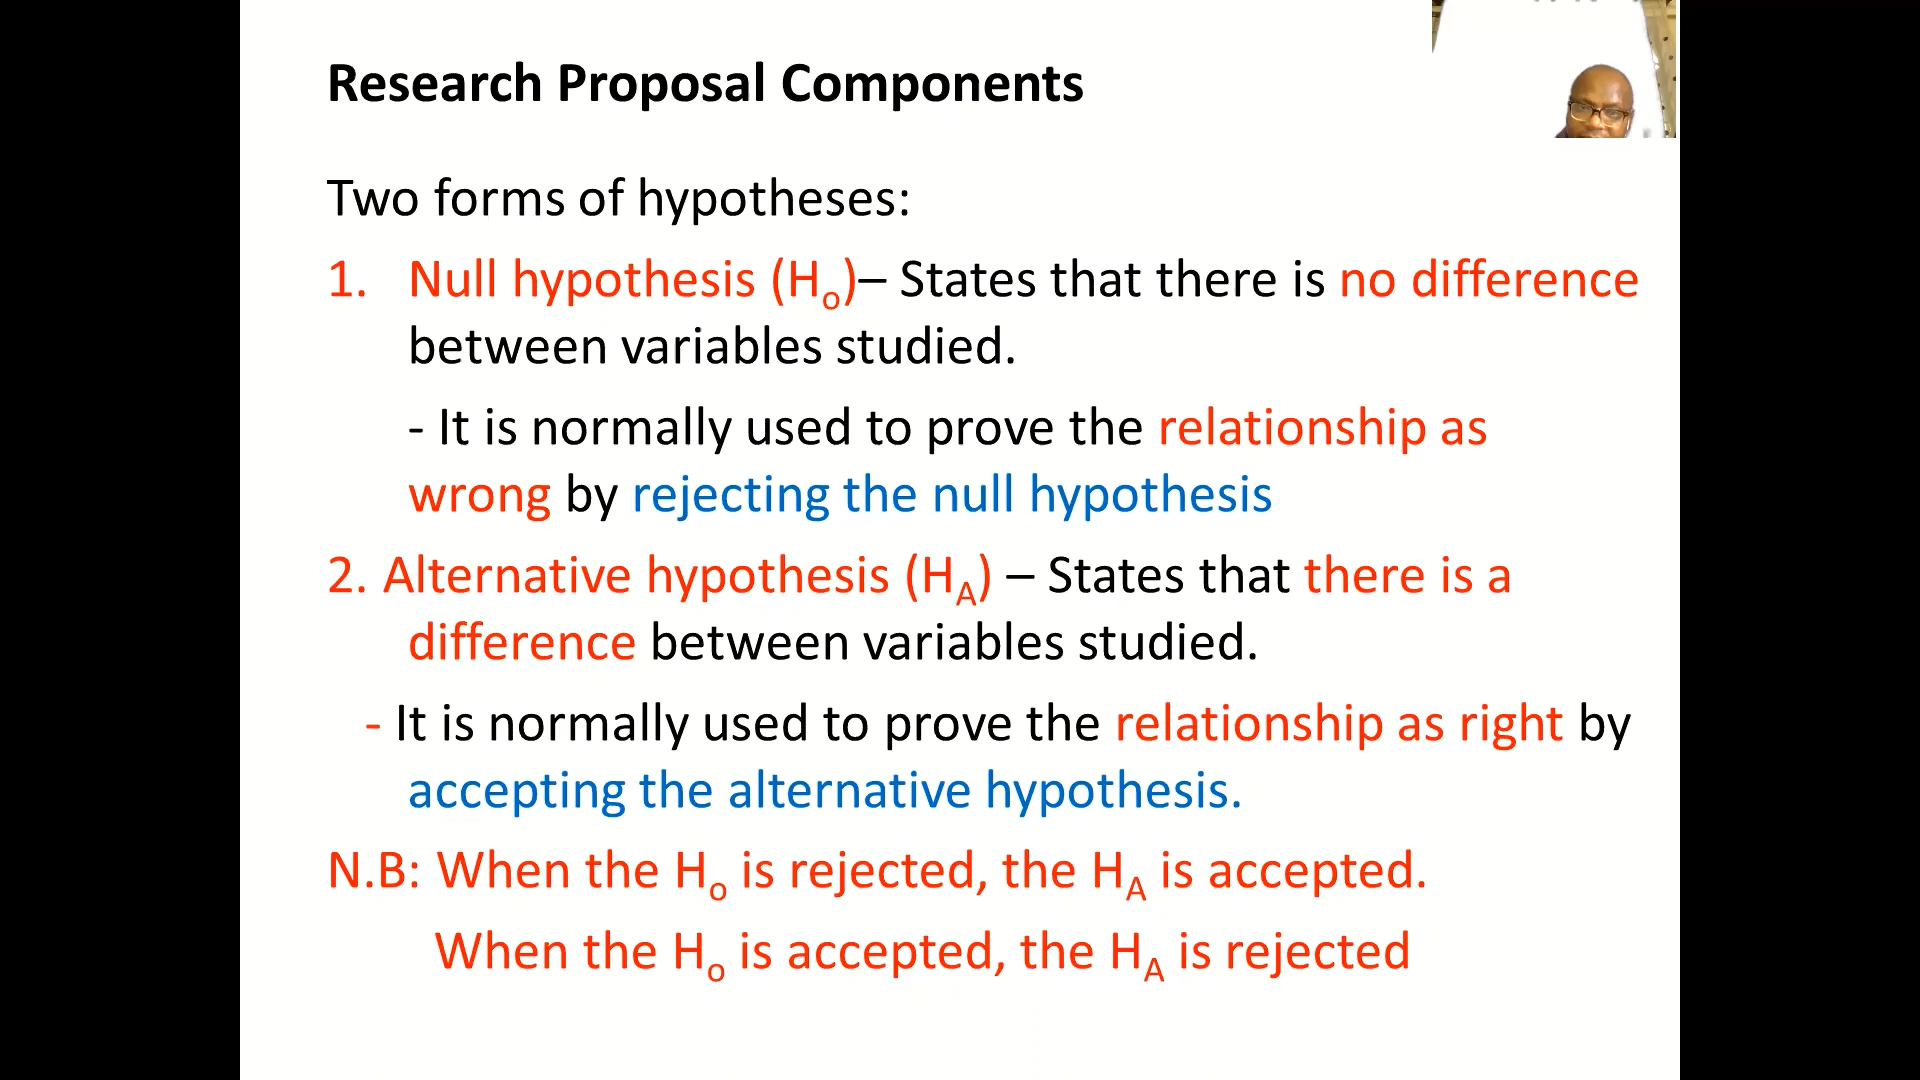 Research Proposal Components
Two forms of hypotheses:
1. Null hypothesis (Ho)– States that there is no difference
between variables studied.
- It is normally used to prove the relationship as
wrong by rejecting the null hypothesis
2. Alternative hypothesis (HA) – States that there is a
difference between variables studied.
- It is normally used to prove the relationship as right by
accepting the alternative hypothesis.
N.B: When the Ho is rejected, the HA is accepted.
When the Ho is accepted, the HA is rejected